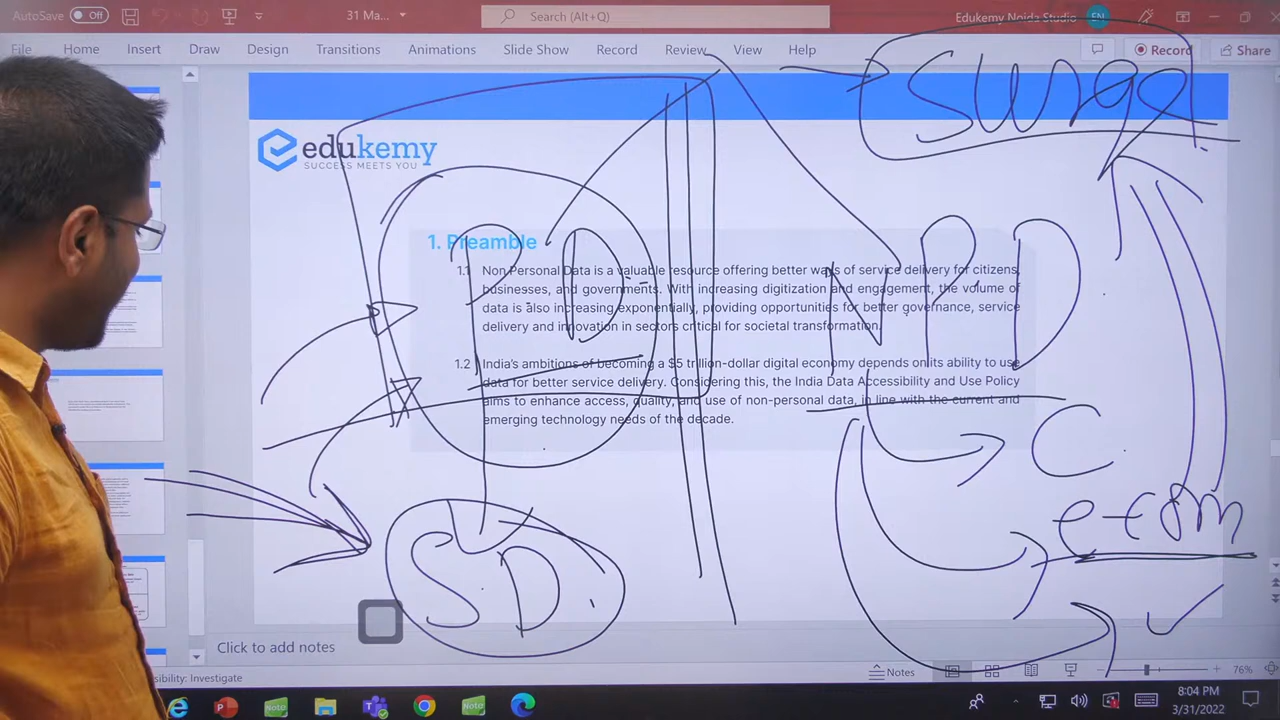 AutoSave Off 31 Ma... Search (Alt+Q) Edukemy Noida Studio EN
File Home Insert Draw Design Transitions Animations Slide Show Record Review View Help Record Share
surge
edukemy
SUCCESS MEETS YOU
PD NPD
1. Preamble
1.1 Non Personal Data is a valuable resource offering better ways of service delivery for citizens,
businesses, and governments. With increasing digitization and engagement, the volume of
data is also increasing exponentially, providing opportunities for better governance, service
delivery and innovation in sectors critical for societal transformation.
1.2 India's ambitions of becoming a $5 trillion-dollar digital economy depends on its ability to use
data for better service delivery. Considering this, the India Data Accessibility and Use Policy
aims to enhance access, quality, and use of non-personal data, in line with the current and
emerging technology needs of the decade.
C
e-com
SD
Click to add notes
sibility: Investigate Notes 76%
8:04 PM
3/31/2022